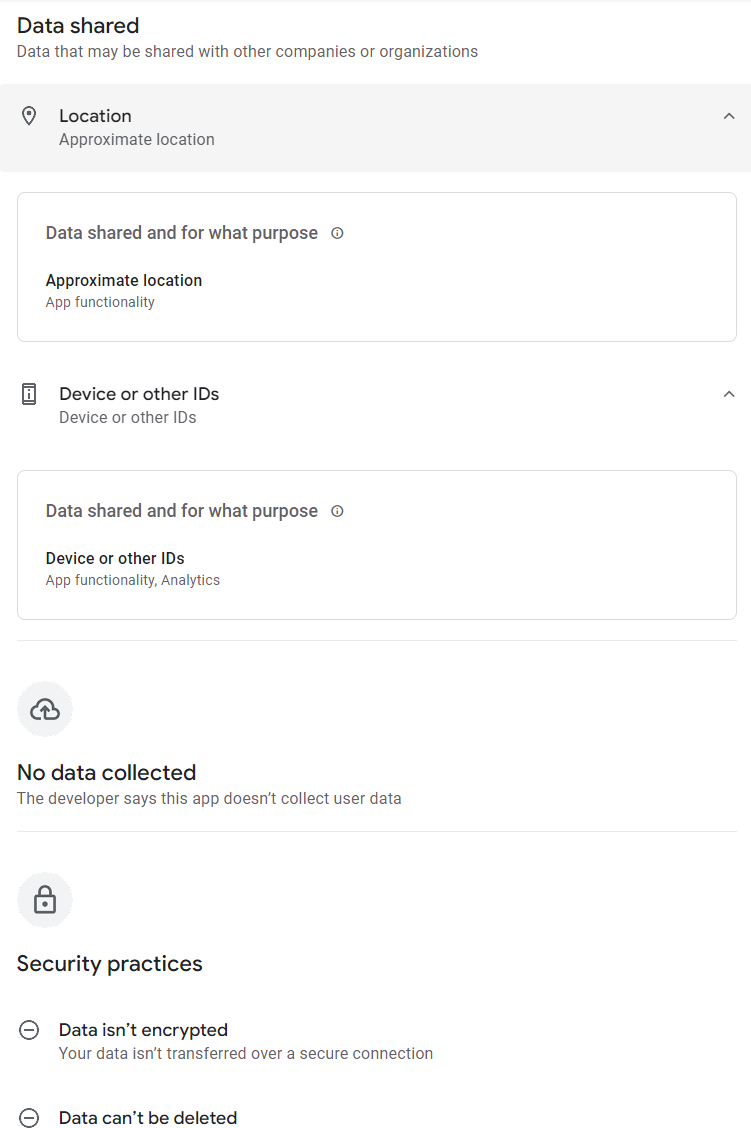 Data shared
Data that may be shared with other companies or organizations
Location
Approximate location
Data shared and for what purpose
Approximate location
App functionality
Device or other IDs
Device or other IDs
Data shared and for what purpose
Device or other IDs
App functionality, Analytics
No data collected
The developer says this app doesn’t collect user data
Security practices
Data isn’t encrypted
Your data isn’t transferred over a secure connection
Data can’t be deleted